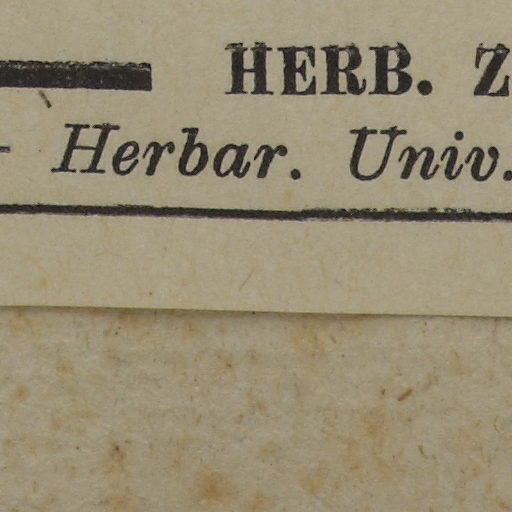 HERB. Z
- Herbar. Univ.